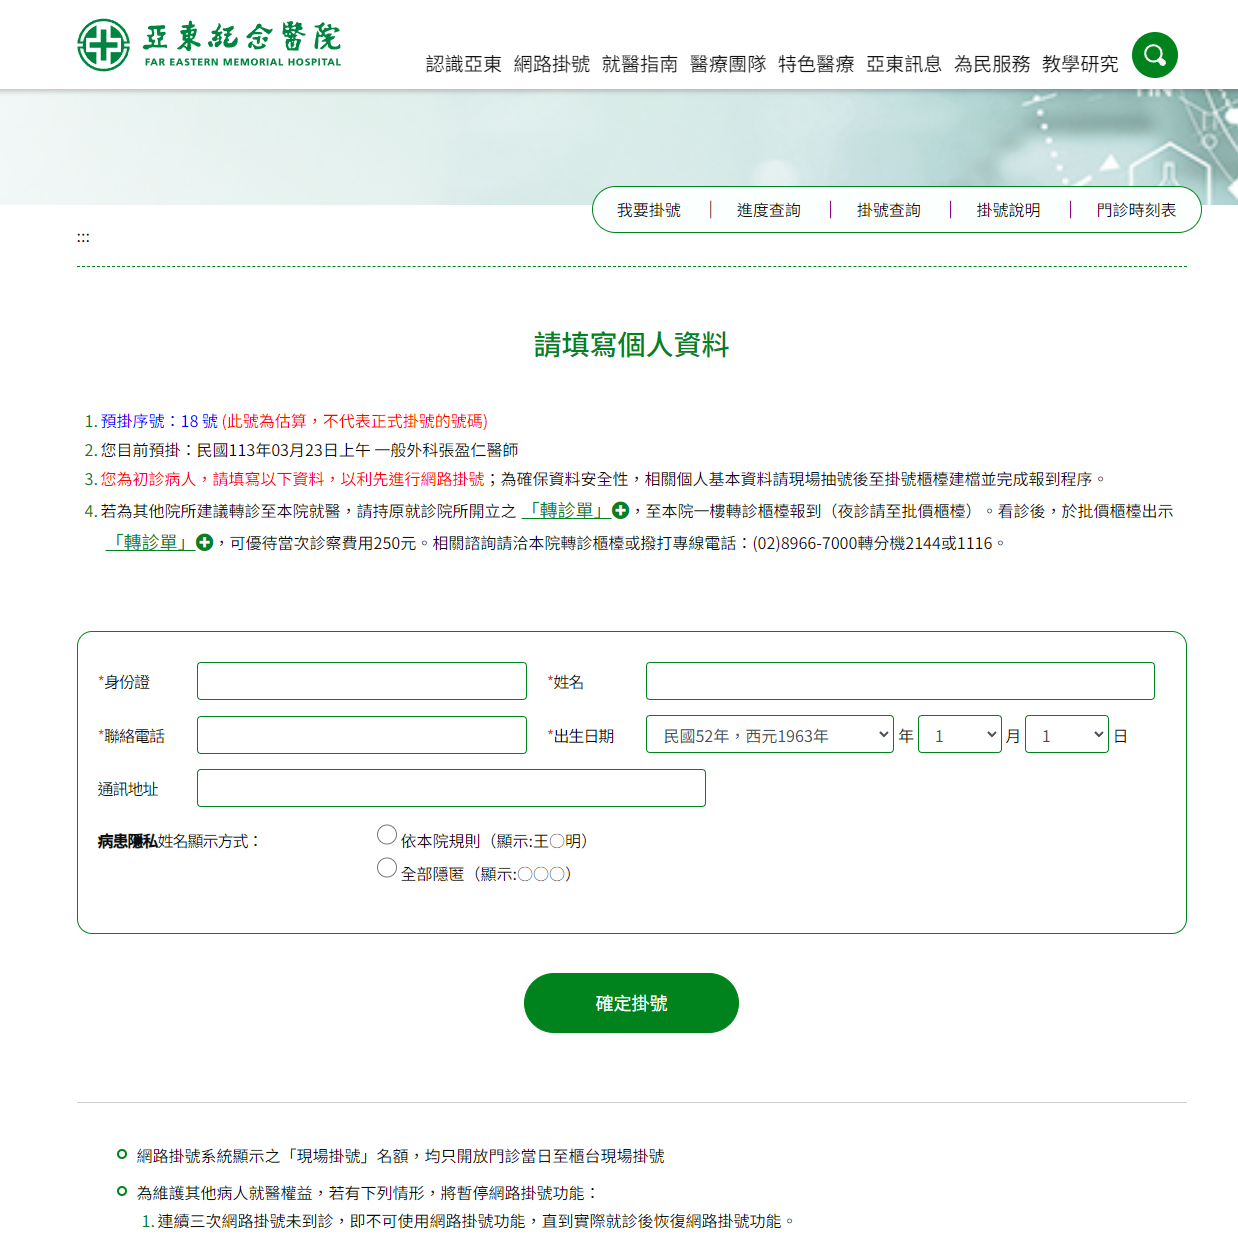 亞東紀念醫院
FAR EASTERN MEMORIAL HOSPITAL
認識亞東 網路掛號 就醫指南 醫療團隊 特色醫療 亞東訊息 為民服務 教學研究
我要掛號 | 進度查詢 | 掛號查詢 | 掛號說明 | 門診時刻表
:::
請填寫個人資料
1. 預掛序號：18 號 (此號為估算，不代表正式掛號的號碼)
2. 您目前預掛：民國113年03月23日上午 一般外科張盈仁醫師
3. 您為初診病人，請填寫以下資料，以利先進行網路掛號；為確保資料安全性，相關個人基本資料請現場抽號後至掛號櫃檯建檔並完成報到程序。
4. 若為其他院所建議轉診至本院就醫，請持原就診院所開立之 「轉診單」，至本院一樓轉診櫃檯報到（夜診請至批價櫃檯）。看診後，於批價櫃檯出示
「轉診單」，可優待當次診察費用250元。相關諮詢請洽本院轉診櫃檯或撥打專線電話：(02)8966-7000轉分機2144或1116。
*身份證 *姓名
*聯絡電話 *出生日期 民國52年，西元1963年 年 1 月 1 日
通訊地址
病患隱私姓名顯示方式： 依本院規則（顯示:王〇明）
全部隱匿（顯示:〇〇〇）
確定掛號
網路掛號系統顯示之「現場掛號」名額，均只開放門診當日至櫃台現場掛號
為維護其他病人就醫權益，若有下列情形，將暫停網路掛號功能：
1. 連續三次網路掛號未到診，即不可使用網路掛號功能，直到實際就診後恢復網路掛號功能。